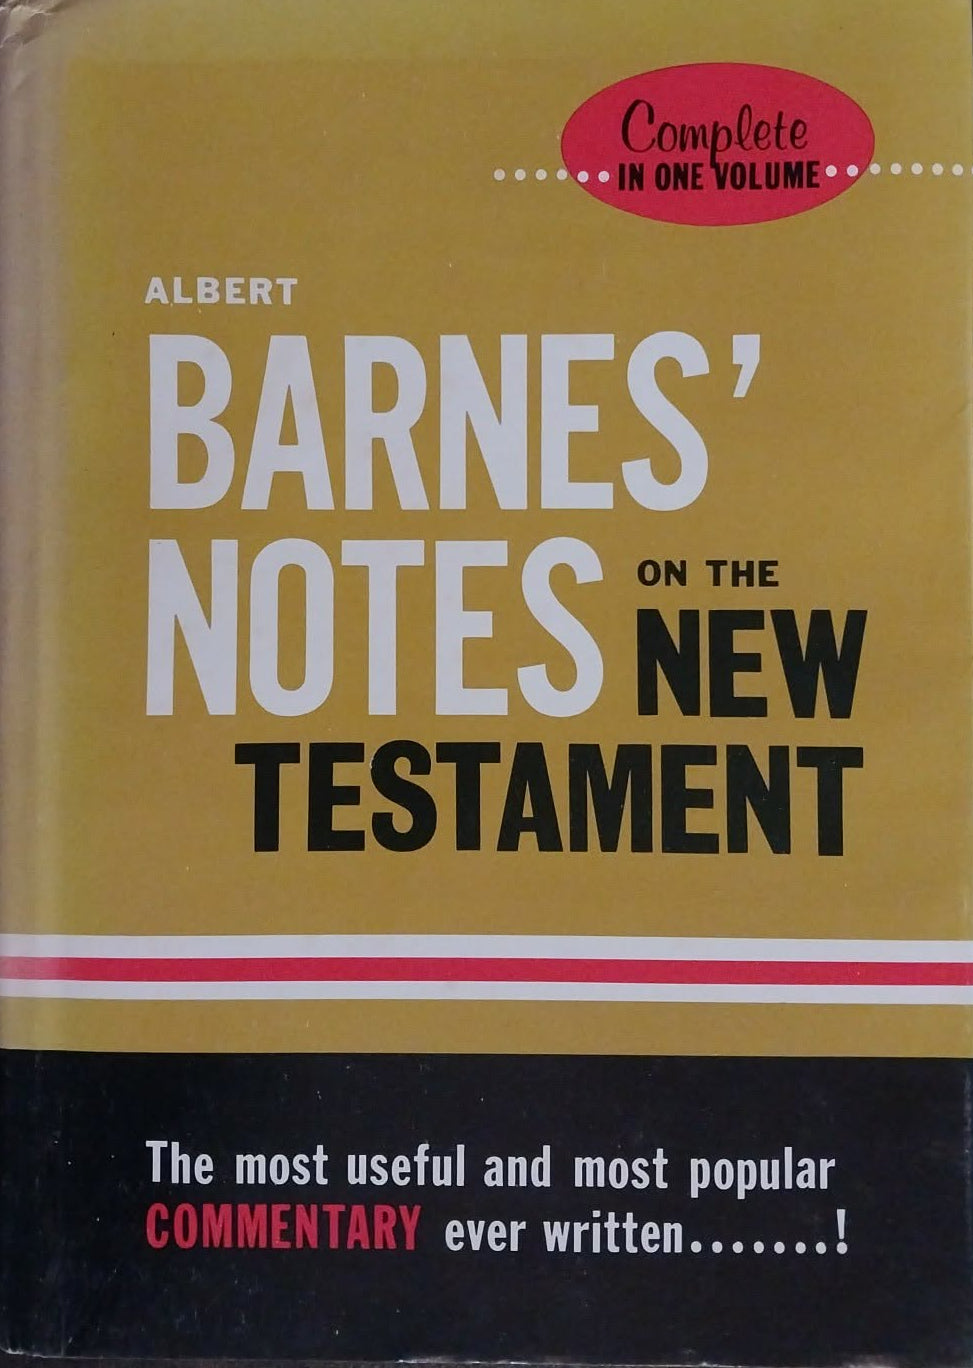 Complete
IN ONE VOLUME
ALBERT
BARNES'
NOTES
ON THE
NEW
TESTAMENT
The most useful and most popular
COMMENTARY ever written.......!